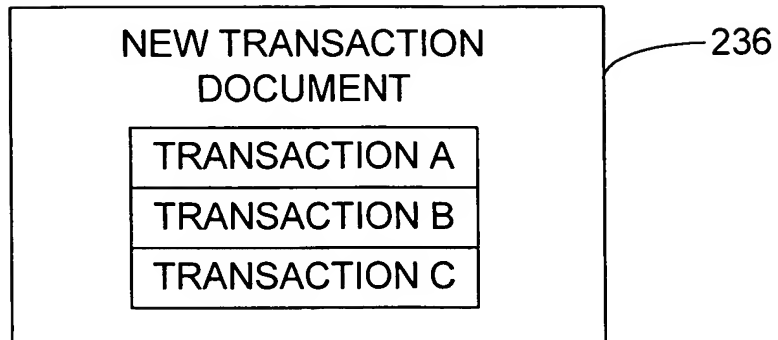 NEW TRANSACTION
DOCUMENT
236
TRANSACTION A
TRANSACTION B
TRANSACTION C